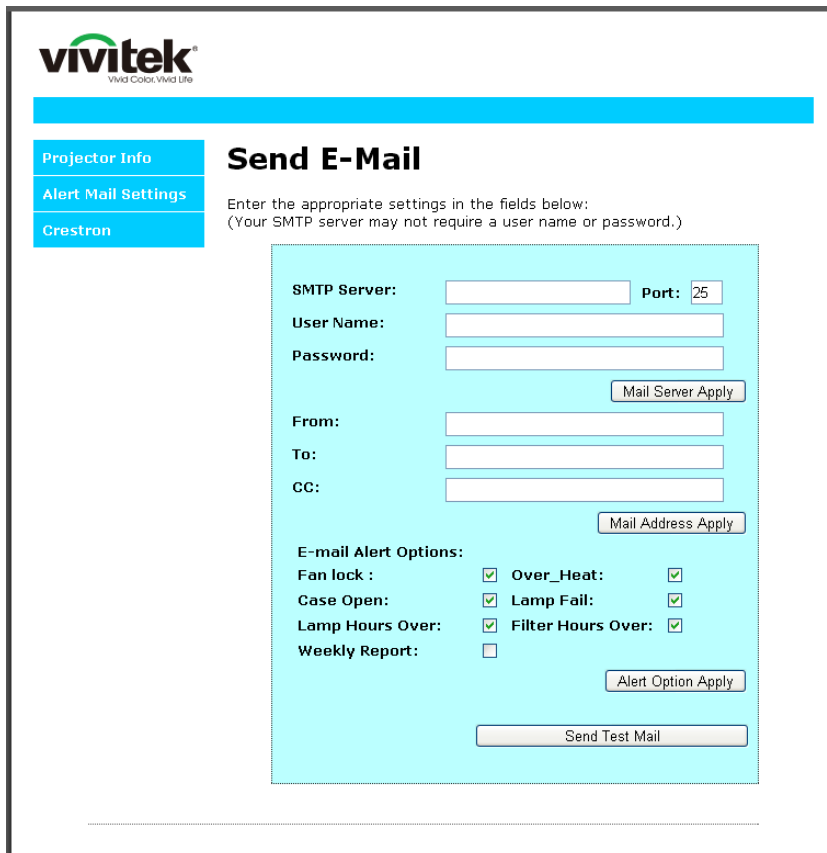 vivitek®
Vivid Color, Vivid Life
Projector Info
Alert Mail Settings
Crestron
Send E-Mail
Enter the appropriate settings in the fields below:
(Your SMTP server may not require a user name or password.)
SMTP Server: Port: 25
User Name:
Password:
Mail Server Apply
From:
To:
CC:
Mail Address Apply
E-mail Alert Options:
Fan lock : Over_Heat:
Case Open: Lamp Fail:
Lamp Hours Over: Filter Hours Over:
Weekly Report:
Alert Option Apply
Send Test Mail